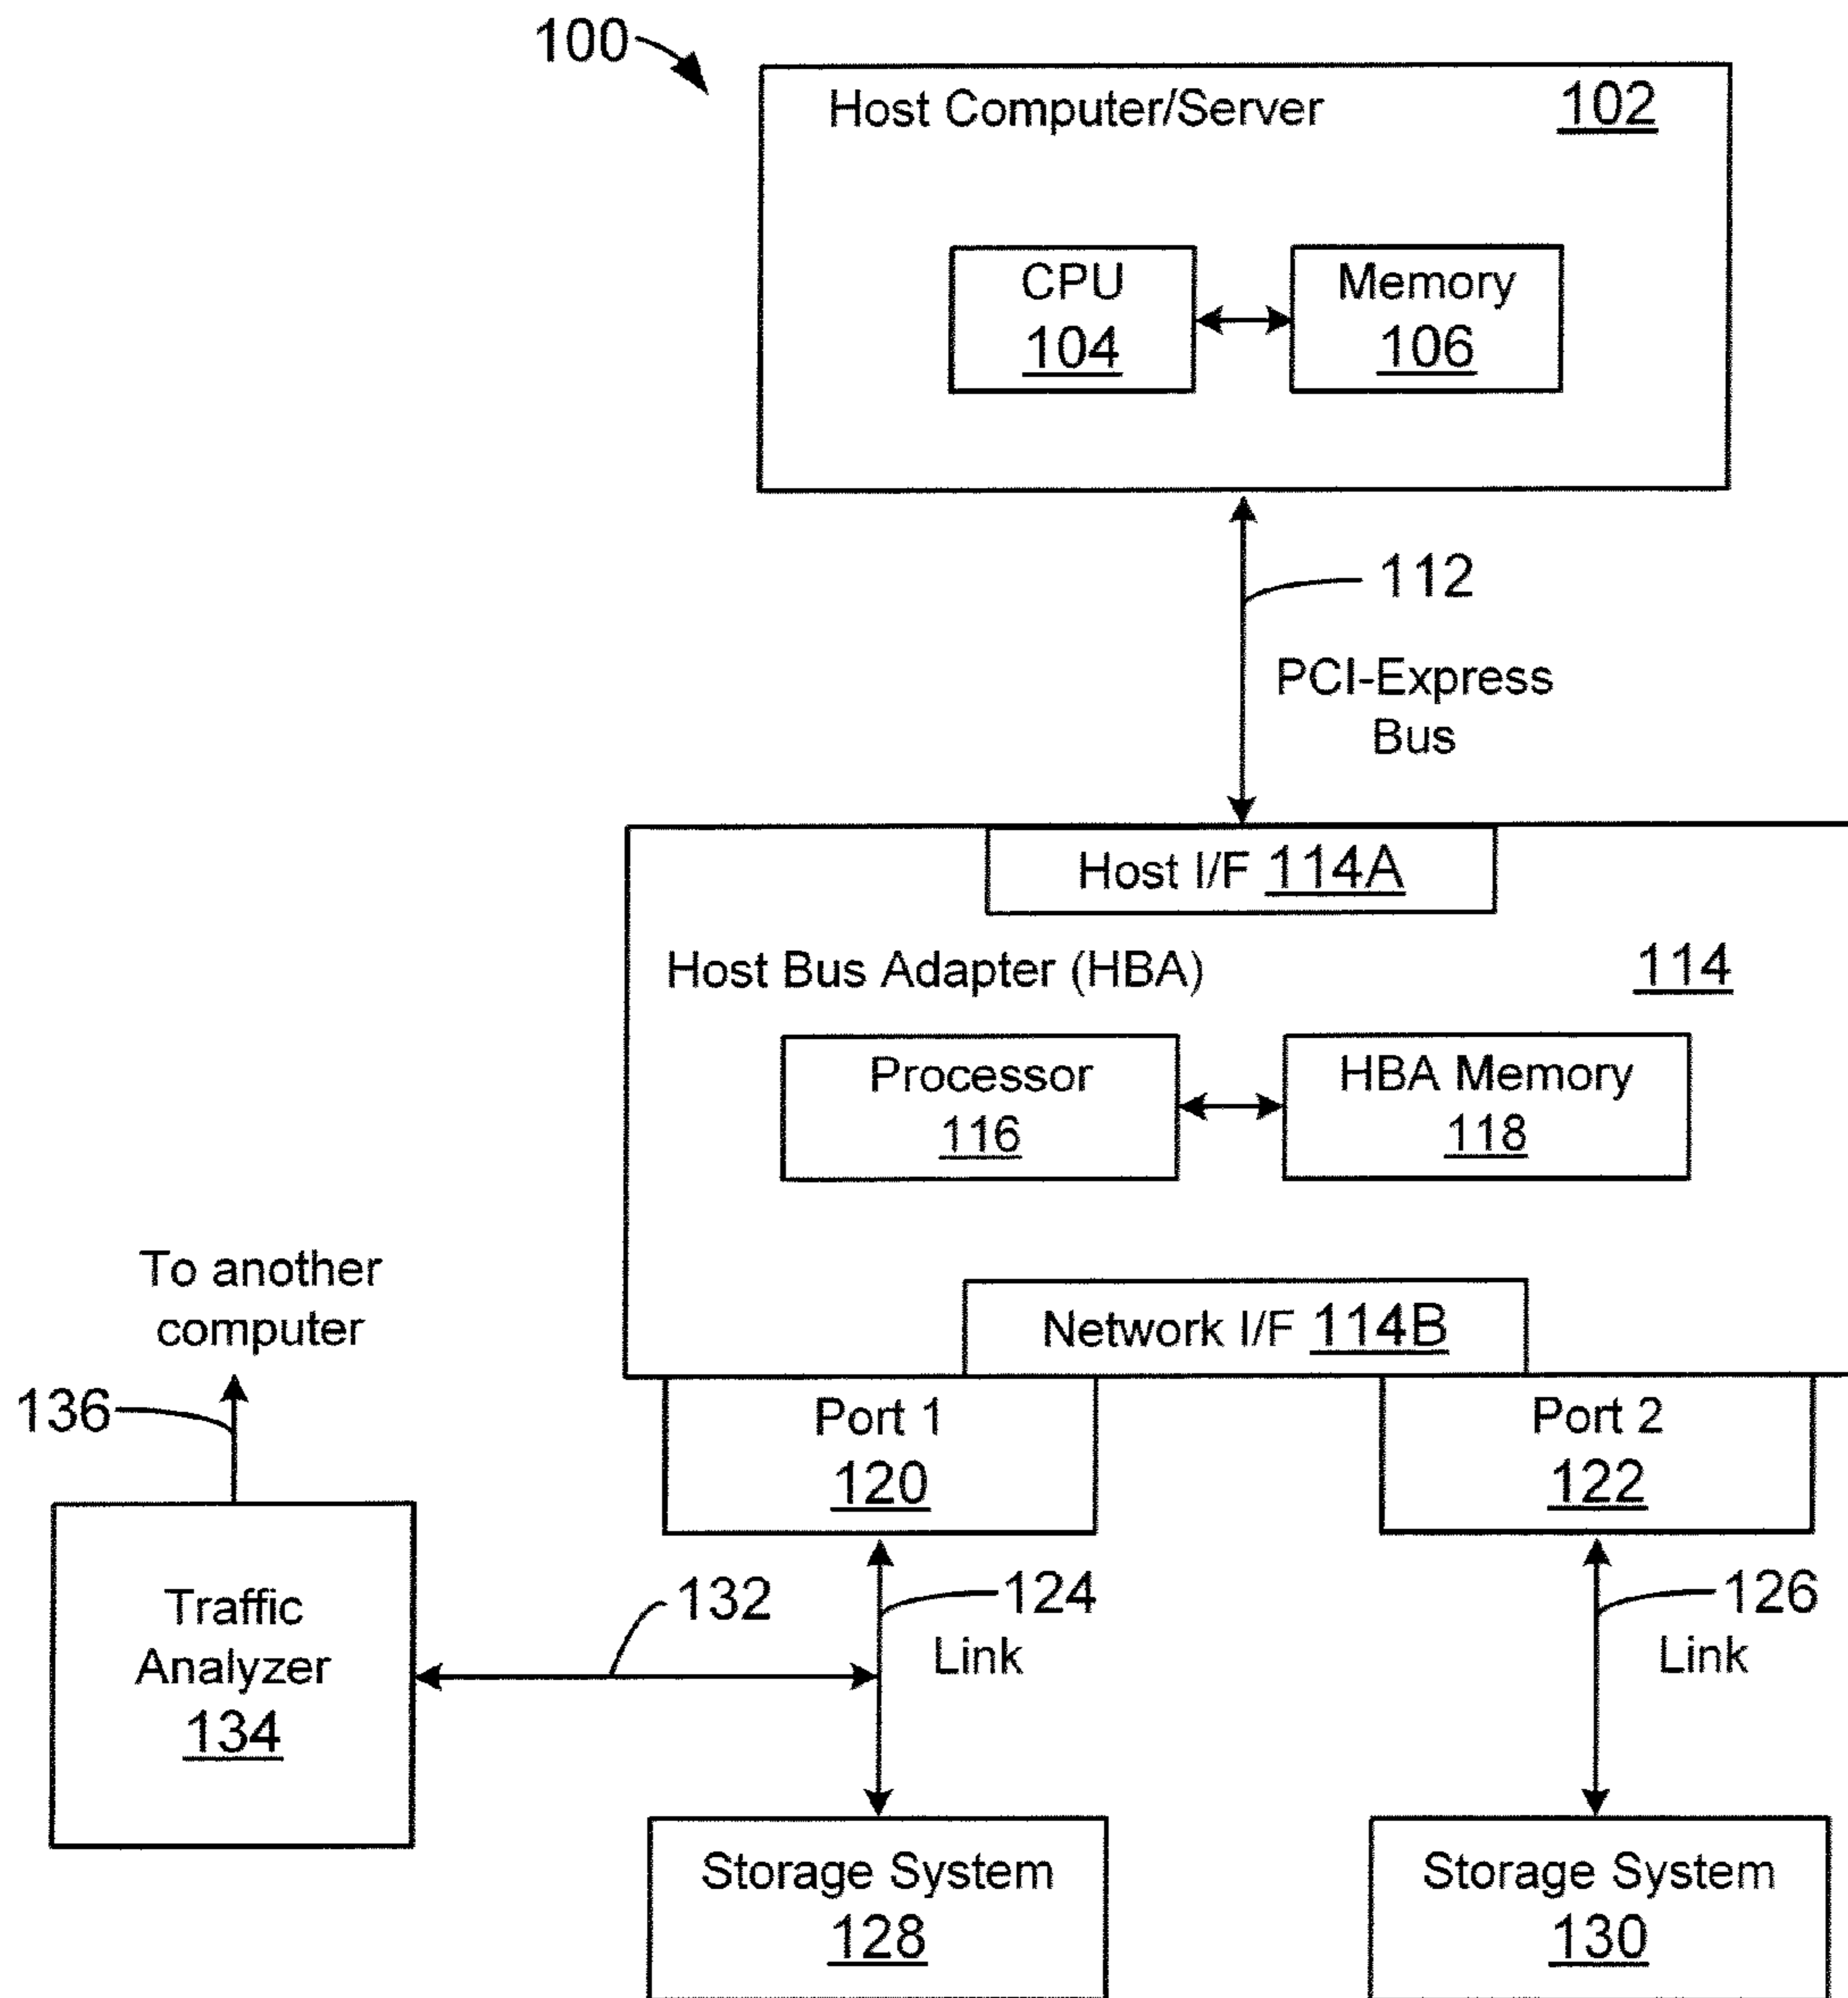 100
Host Computer/Server 102
CPU
104
Memory
106
112
PCI-Express
Bus
Host I/F 114A
Host Bus Adapter (HBA) 114
Processor
116
HBA Memory
118
To another
computer
Network I/F 114B
136
Port 1
120
Port 2
122
Traffic
Analyzer
134
132
124
Link
126
Link
Storage System
128
Storage System
130